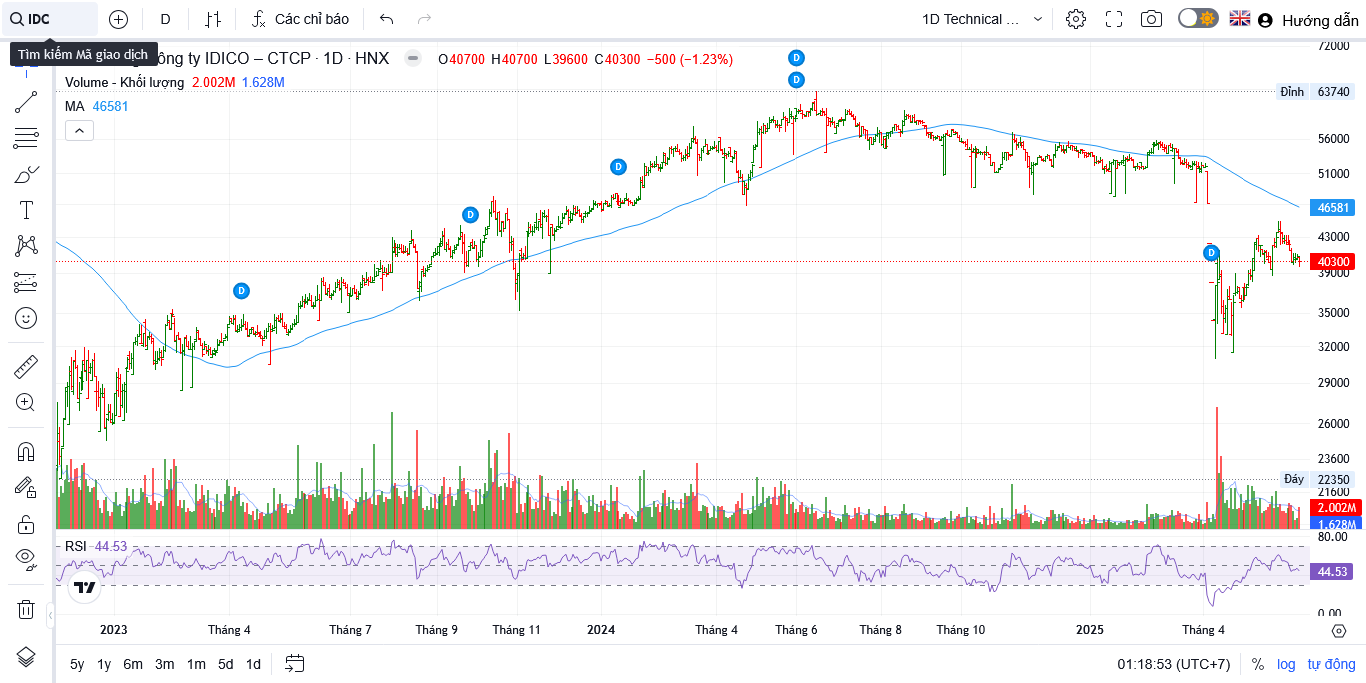 IDC
D
Các chỉ báo
1D Technical ...
Hướng dẫn
Tìm kiếm Mã giao dịch
ông ty IDICO – CTCP · 1D · HNX
O40700 H40700 L39600 C40300 −500 (−1.23%)
Volume - Khối lượng 2.002M 1.628M
MA 46581
D
D
D
D
D
D
72000
Đỉnh 63740
56000
51000
46581
43000
40300
39000
35000
32000
29000
26000
23600
Đáy 22350
21600
2.002M
1.628M
RSI 44.53
80.00
44.53
0.00
2023 Tháng 4 Tháng 7 Tháng 9 Tháng 11 2024 Tháng 4 Tháng 6 Tháng 8 Tháng 10 2025 Tháng 4
5y 1y 6m 3m 1m 5d 1d
01:18:53 (UTC+7) % log tự động